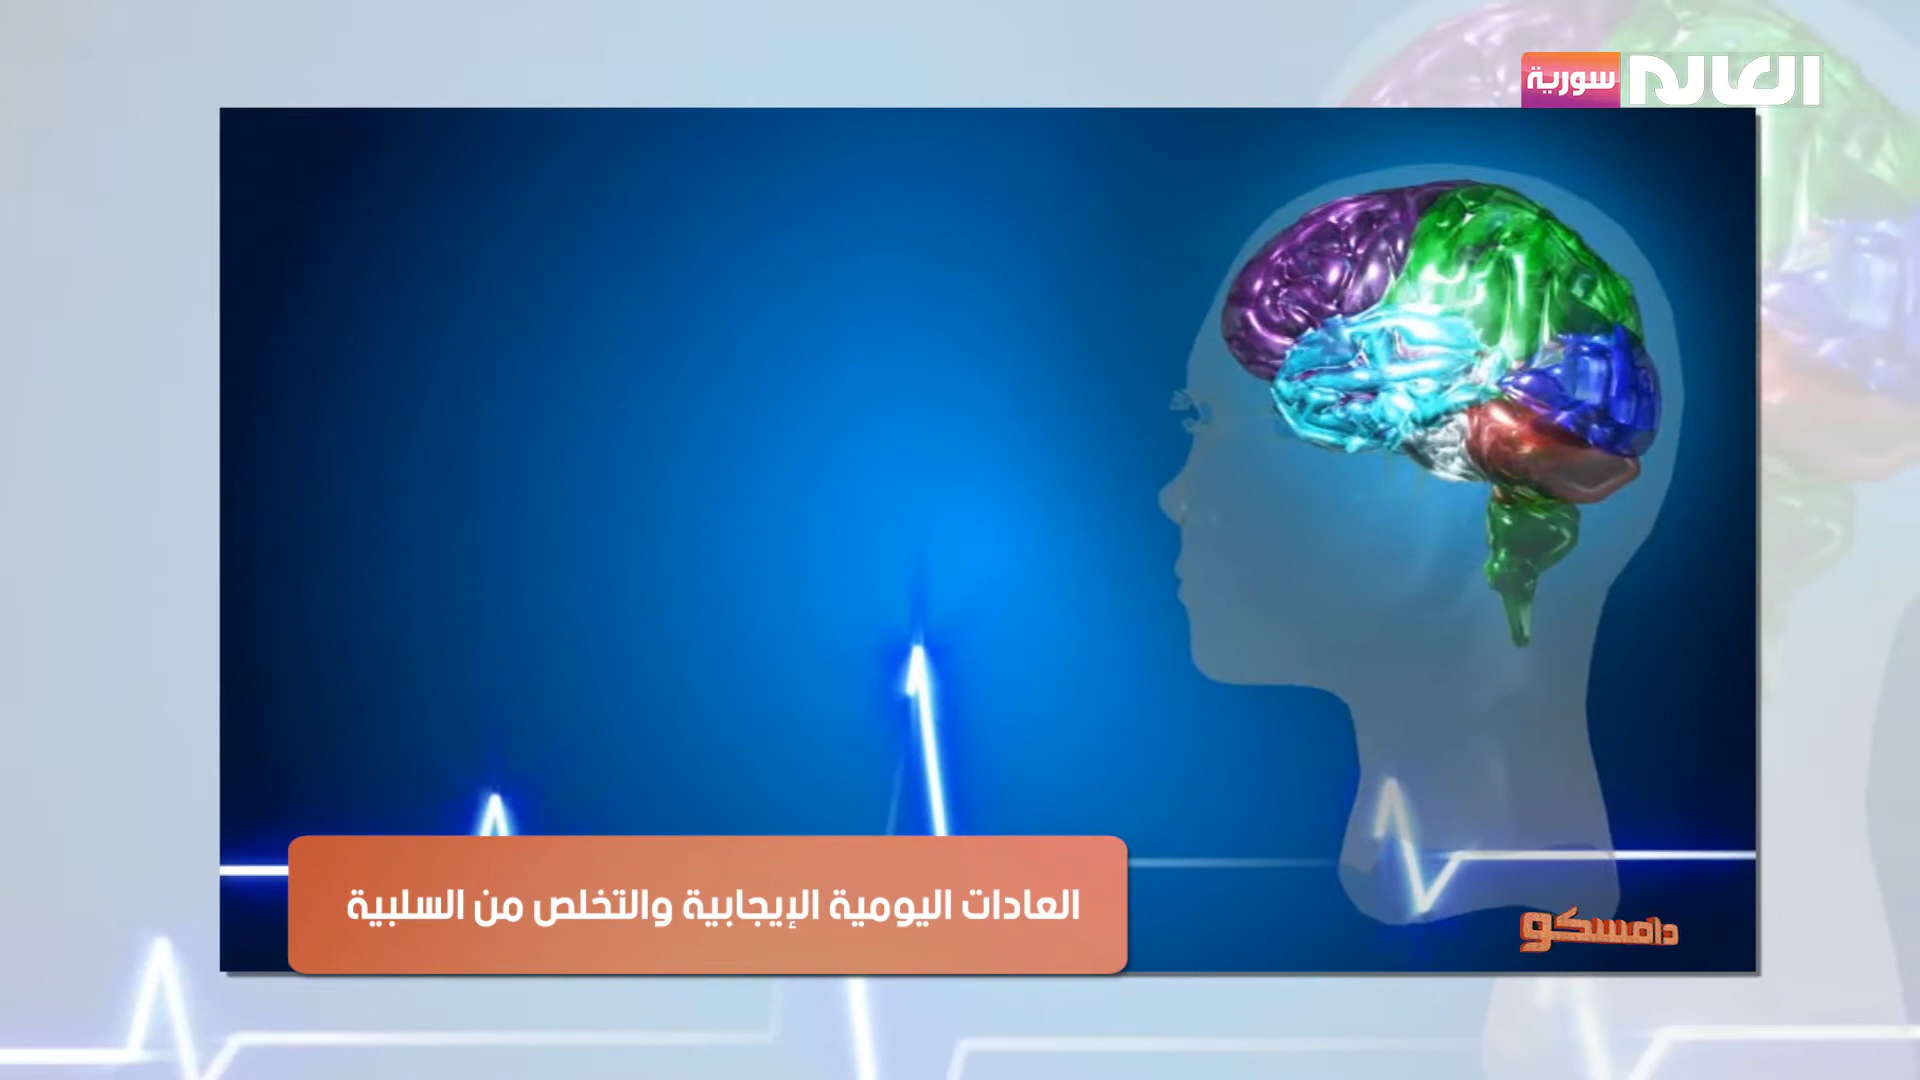 العالم سورية
العادات اليومية الإيجابية والتخلص من السلبية
دامسكو